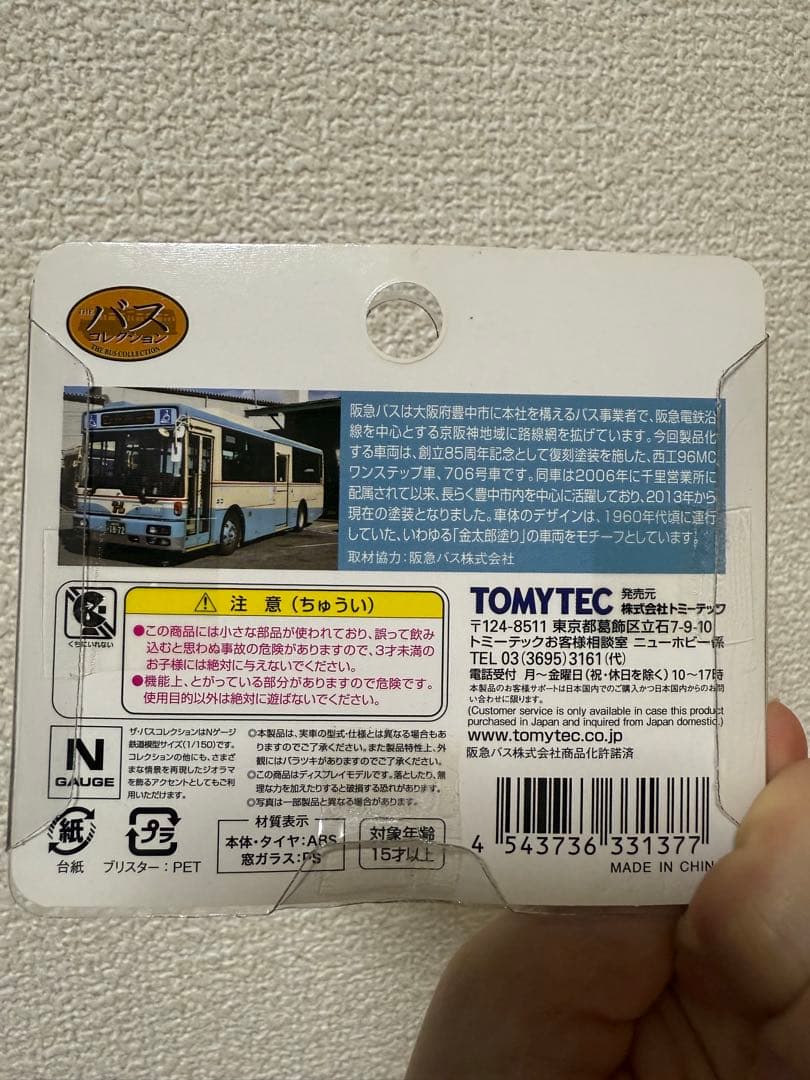 THE
バス
コレクション
THE BUS COLLECTION
阪急バスは大阪府豊中市に本社を構えるバス事業者で、阪急電鉄沿
線を中心とする京阪神地域に路線網を拡げています。今回製品化
する車両は、創立85周年記念として復刻塗装を施した、西工96MC
ワンステップ車、706号車です。同車は2006年に千里営業所に
配属されて以来、長らく豊中市内を中心に活躍しており、2013年から
現在の塗装となりました。車体のデザインは、1960年代頃に運行
していた、いわゆる「金太郎塗り」の車両をモチーフとしています。
取材協力:阪急バス株式会社
くちにいれない
注 意(ちゅうい)
●この商品には小さな部品が使われており、誤って飲み
込むと思わぬ事故の危険がありますので、3才未満の
お子様には絶対に与えないでください。
●機能上、とがっている部分がありますので危険です。
使用目的以外は絶対に遊ばないでください。
TOMYTEC 発売元 株式会社トミーテック
〒124-8511 東京都葛飾区立石7-9-10
トミーテックお客様相談室 ニューホビー係
TEL 03(3695)3161(代)
電話受付 月〜金曜日(祝・休日を除く)10〜17時
本製品のお客様サポートは日本国内でのご購入かつ日本国内からのお問
い合わせに限ります。
(Customer service is only available in case this product
purchased in Japan and inquired from Japan domestic.)
www.tomytec.co.jp
阪急バス株式会社商品化許諾済
N
GAUGE
ザ・バスコレクションはNゲージ
鉄道模型サイズ(1/150)です。
コレクションの他にも、さまざ
まな情景を再現したジオラマ
を飾るアクセントとしてもご利
用いただけます。
◎本製品は、実車の型式・仕様とは異なる場合もあ
りますのでご了承ください。また製品特性上、外
観にはバラツキがありますのでご了承ください。
◎この商品はディスプレイモデルです。落としたり、無
理な力を加えたりすると破損する恐れがあります。
◎写真は一部製品と異なる場合があります。
紙
台紙
プラ
ブリスター:PET
材質表示
本体・タイヤ:ABS
窓ガラス:PS
対象年齢
15才以上
4 543736 331377
MADE IN CHIN